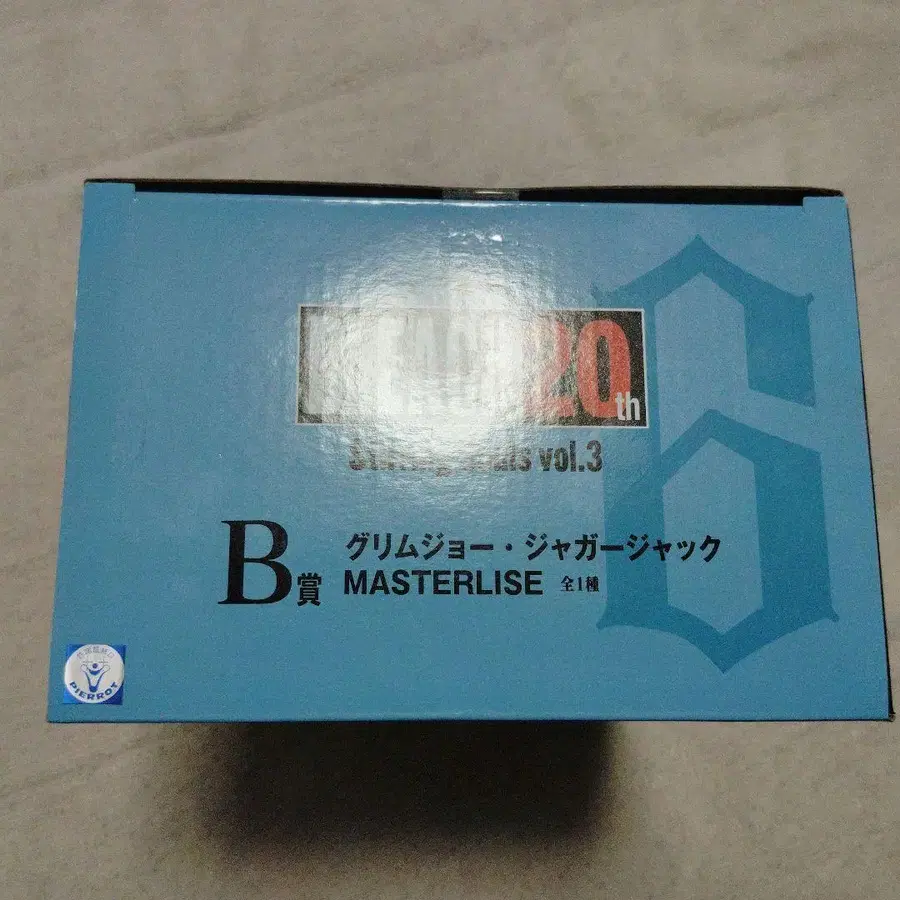 20th
vol.3
B賞
グリムジョー・ジャガージャック
MASTERLISE 全1種
6
PIERROT